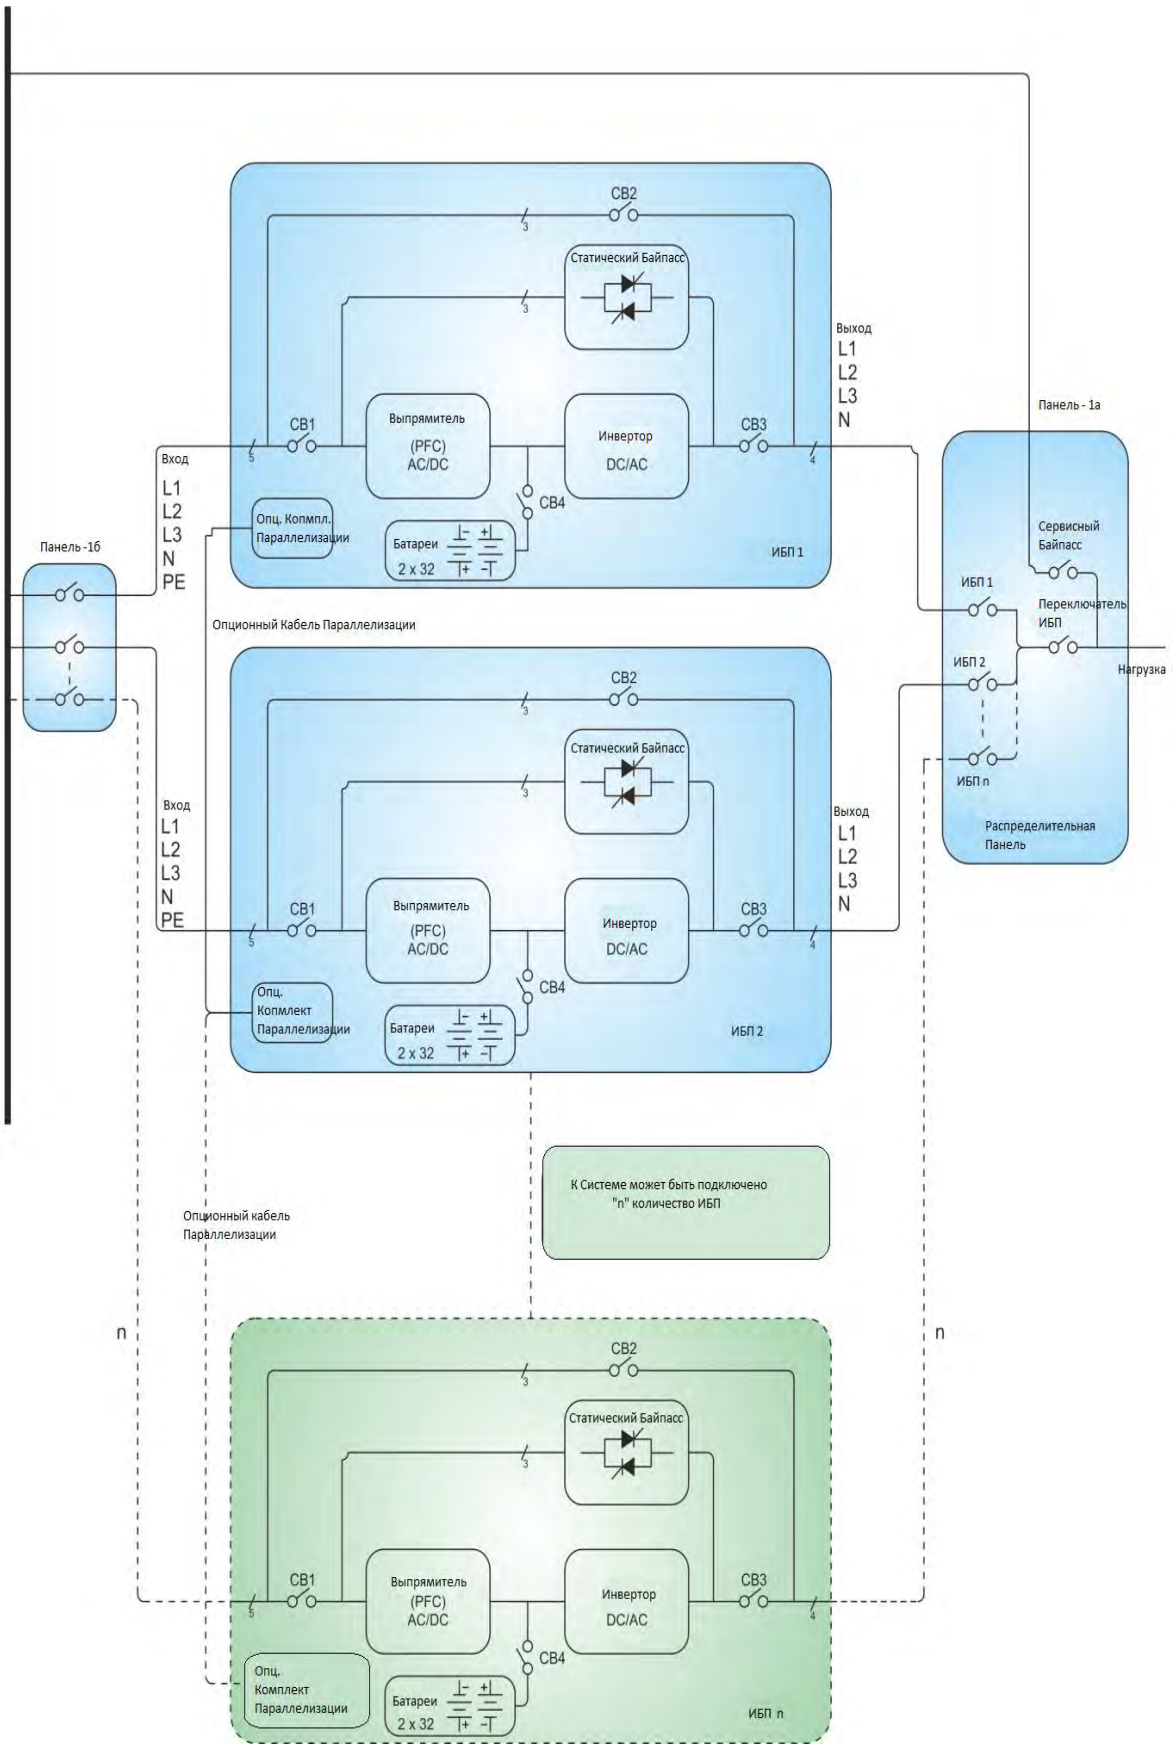 CB2
3
Статический Байпасс
3
Выход
L1
L2
L3
N
CB1
5
Выпрямитель
(PFC)
AC/DC
Инвертор
DC/AC
CB3
4
CB4
Вход
L1
L2
L3
N
PE
Опц. Копмпл.
Параллелизации
Батареи
2 x 32
ИБП 1
Панель -1б
Панель - 1а
Сервисный
Байпасс
ИБП 1
Переключатель
ИБП
ИБП 2
Нагрузка
ИБП n
Распределительная
Панель
Опционный Кабель Параллелизации
CB2
3
Статический Байпасс
3
Вход
L1
L2
L3
N
PE
Выход
L1
L2
L3
N
CB1
5
Выпрямитель
(PFC)
AC/DC
Инвертор
DC/AC
CB3
4
CB4
Опц.
Копмлект
Параллелизации
Батареи
2 x 32
ИБП 2
К Системе может быть подключено
"n" количество ИБП
Опционный кабель
Параллелизации
n
n
CB2
3
Статический Байпасс
3
CB1
5
Выпрямитель
(PFC)
AC/DC
Инвертор
DC/AC
CB3
4
CB4
Опц.
Комплект
Параллелизации
Батареи
2 x 32
ИБП n